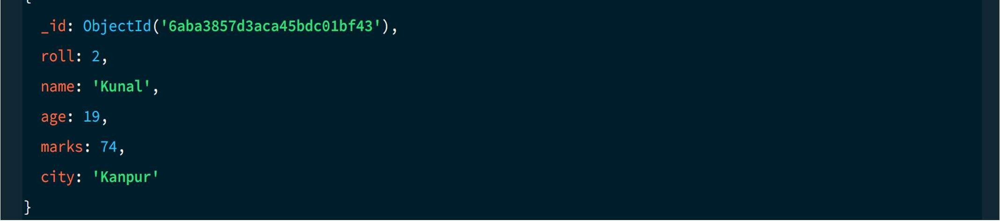 {
_id: ObjectId('6aba3857d3aca45bdc01bf43'),
roll: 2,
name: 'Kunal',
age: 19,
marks: 74,
city: 'Kanpur'
}